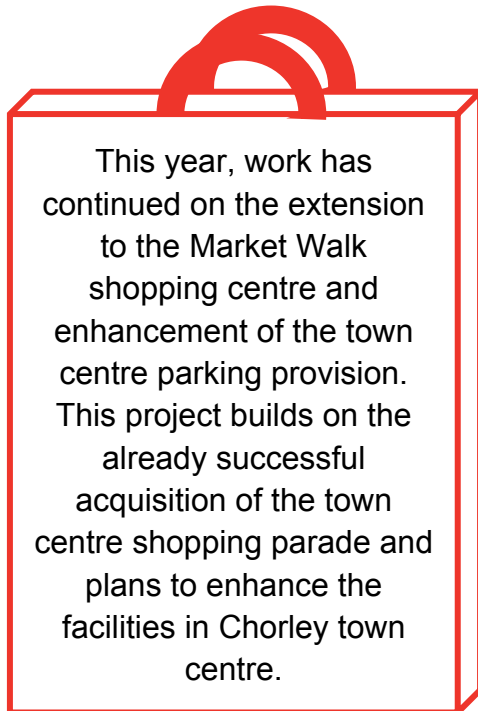 This year, work has
continued on the extension
to the Market Walk
shopping centre and
enhancement of the town
centre parking provision.
This project builds on the
already successful
acquisition of the town
centre shopping parade and
plans to enhance the
facilities in Chorley town
centre.